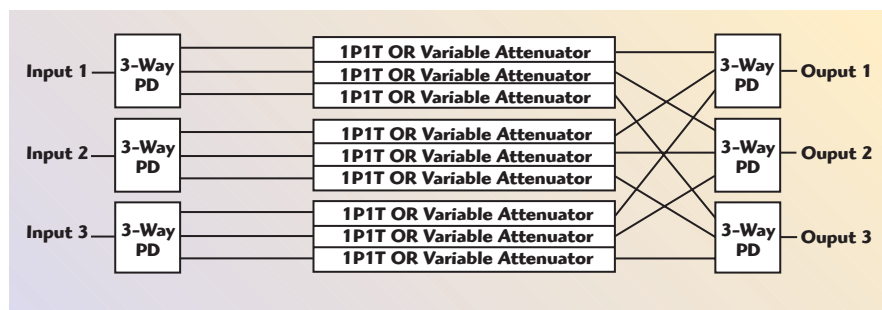 1P1T OR Variable Attenuator
Input 1
3-Way
PD
1P1T OR Variable Attenuator
1P1T OR Variable Attenuator
3-Way
PD
Ouput 1
1P1T OR Variable Attenuator
Input 2
3-Way
PD
1P1T OR Variable Attenuator
1P1T OR Variable Attenuator
3-Way
PD
Ouput 2
1P1T OR Variable Attenuator
Input 3
3-Way
PD
1P1T OR Variable Attenuator
1P1T OR Variable Attenuator
3-Way
PD
Ouput 3